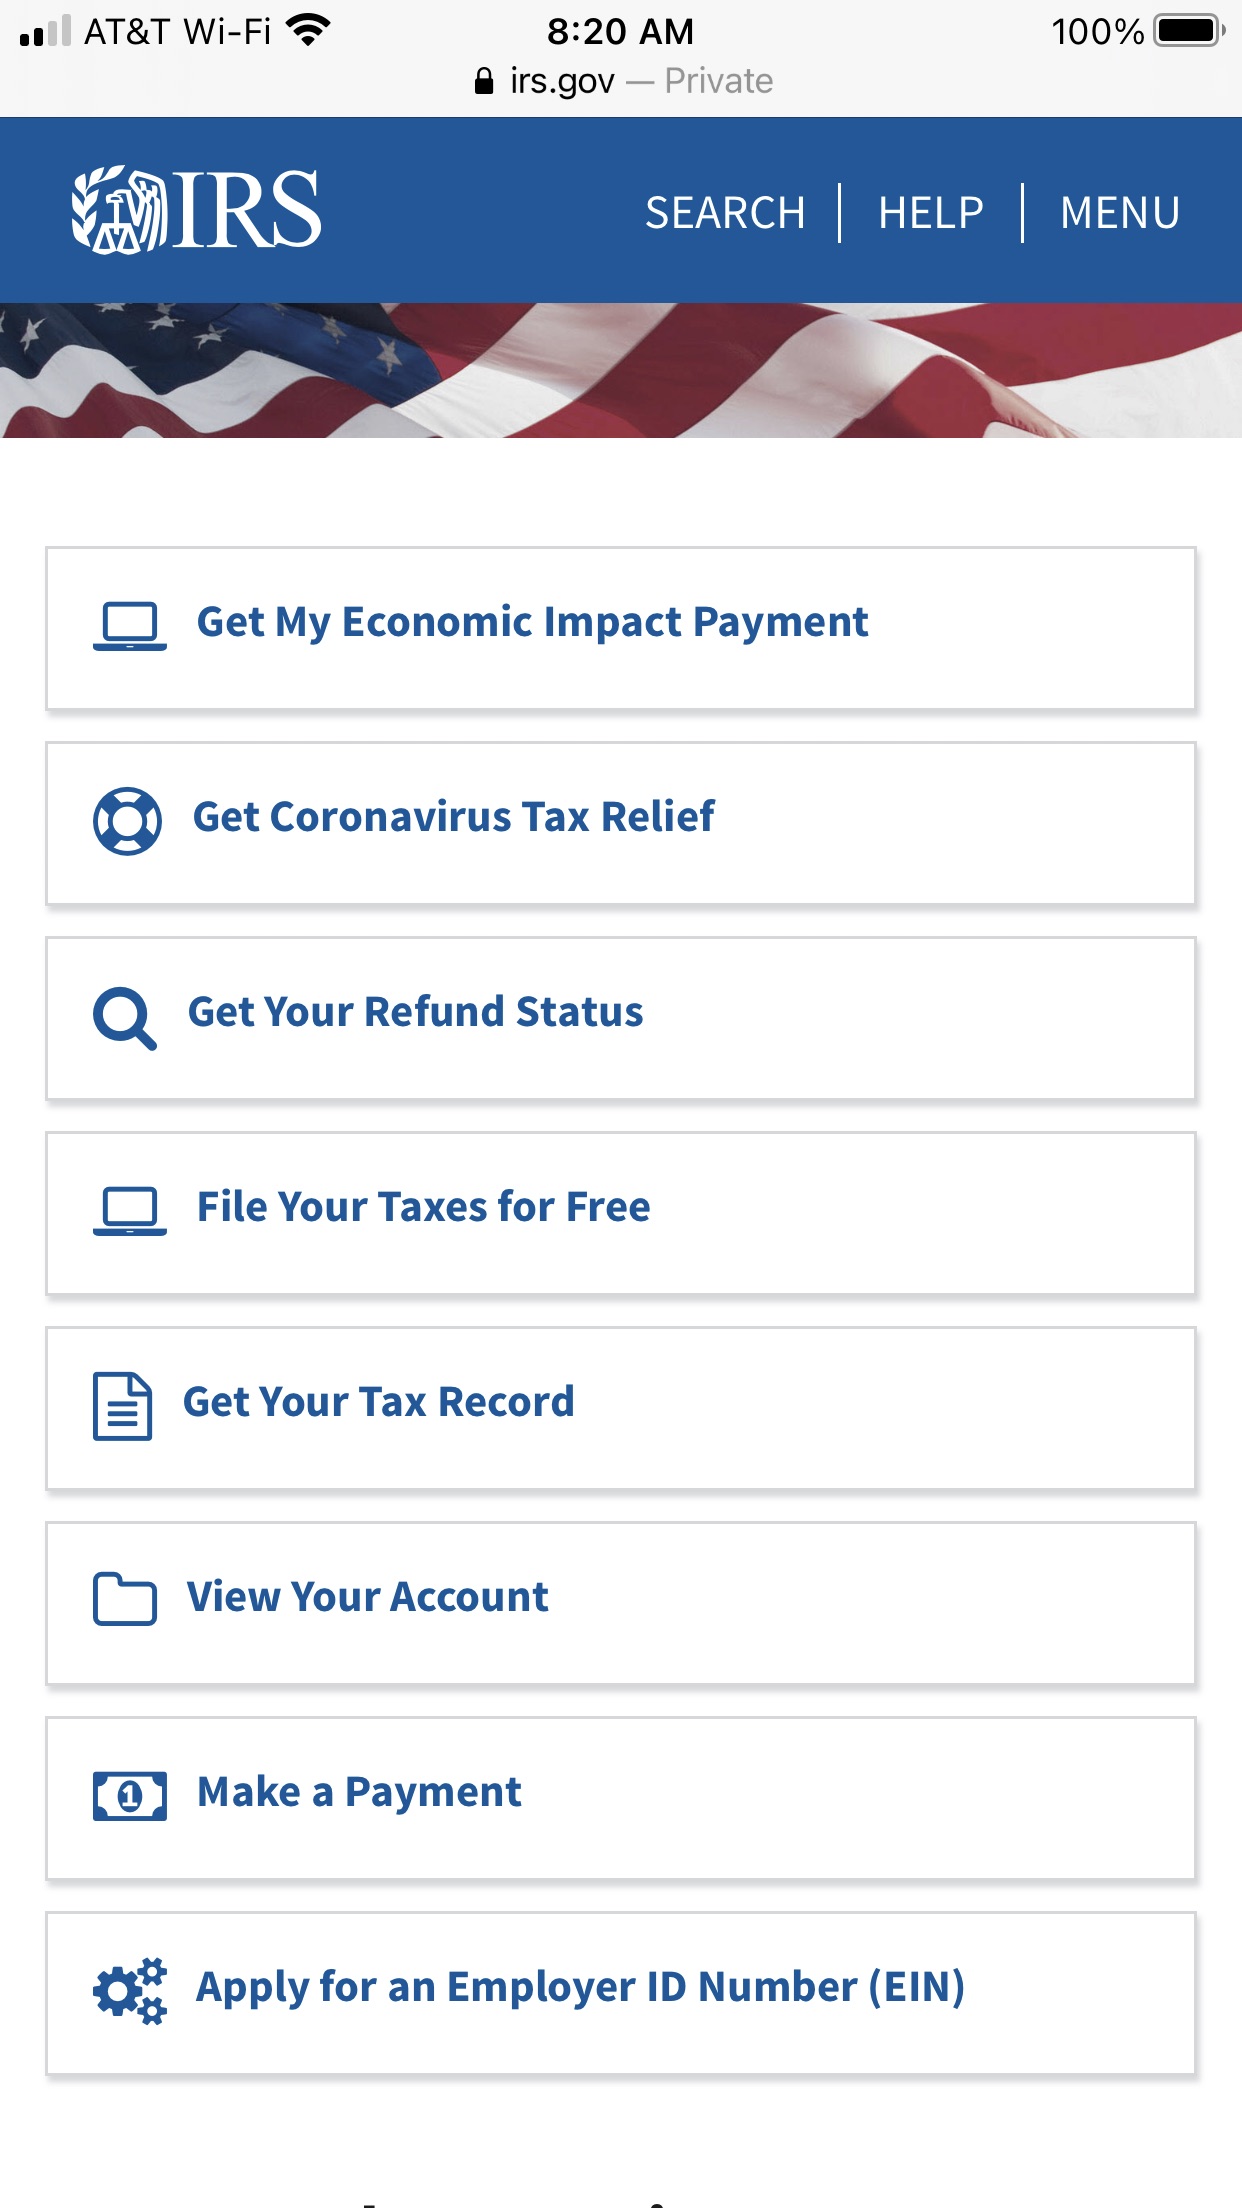 AT&T Wi-Fi 8:20 AM 100%
irs.gov — Private
IRS SEARCH HELP MENU
Get My Economic Impact Payment
Get Coronavirus Tax Relief
Get Your Refund Status
File Your Taxes for Free
Get Your Tax Record
View Your Account
1 Make a Payment
Apply for an Employer ID Number (EIN)